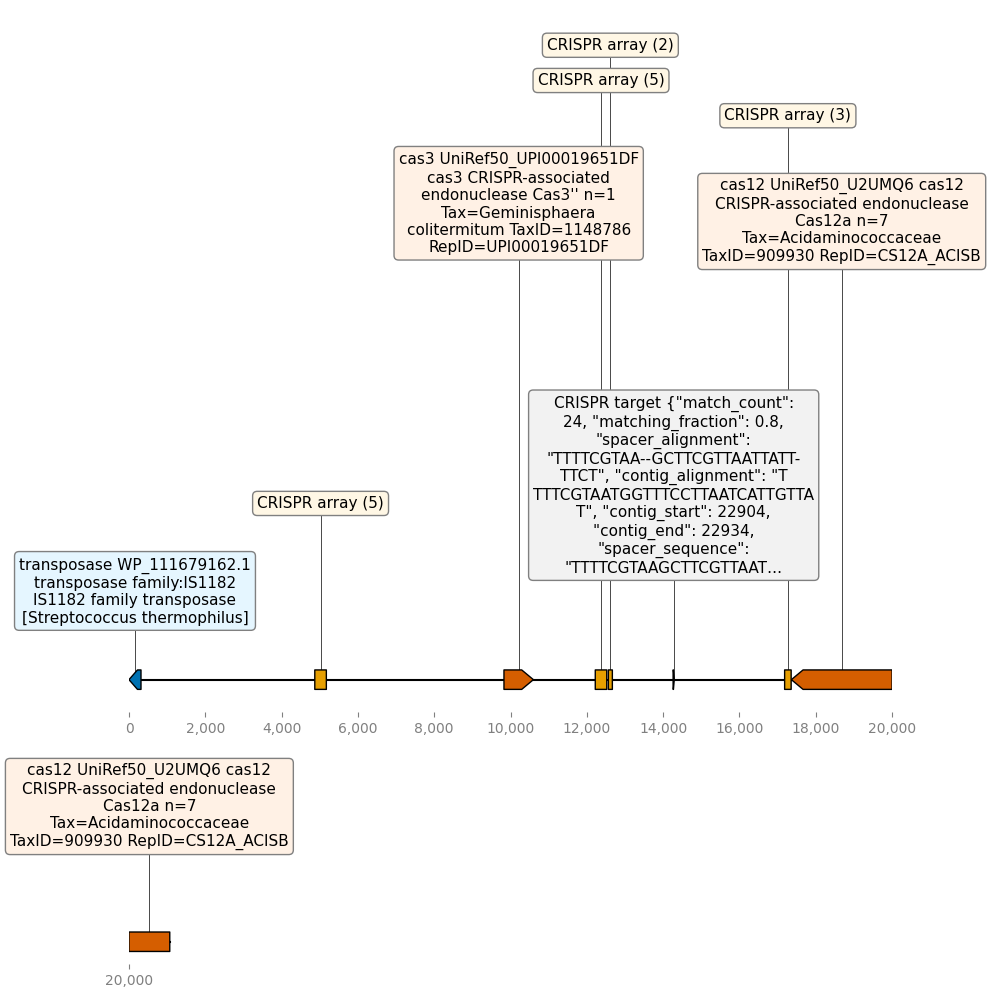 CRISPR array (2)
CRISPR array (5)
CRISPR array (3)
cas3 UniRef50_UPI00019651DF
cas3 CRISPR-associated
endonuclease Cas3'' n=1
Tax=Geminisphaera
colitermitum TaxID=1148786
RepID=UPI00019651DF
cas12 UniRef50_U2UMQ6 cas12
CRISPR-associated endonuclease
Cas12a n=7
Tax=Acidaminococcaceae
TaxID=909930 RepID=CS12A_ACISB
CRISPR target {"match_count":
24, "matching_fraction": 0.8,
"spacer_alignment":
"TTTTCGTAA--GCTTCGTTAATTATT-
TTCT", "contig_alignment": "T
TTTCGTAATGGTTTCCTTAATCATTGTTA
T", "contig_start": 22904,
"contig_end": 22934,
"spacer_sequence":
"TTTTCGTAAGCTTCGTTAAT...
CRISPR array (5)
transposase WP_111679162.1
transposase family:IS1182
IS1182 family transposase
[Streptococcus thermophilus]
0 2,000 4,000 6,000 8,000 10,000 12,000 14,000 16,000 18,000 20,000
cas12 UniRef50_U2UMQ6 cas12
CRISPR-associated endonuclease
Cas12a n=7
Tax=Acidaminococcaceae
TaxID=909930 RepID=CS12A_ACISB
20,000